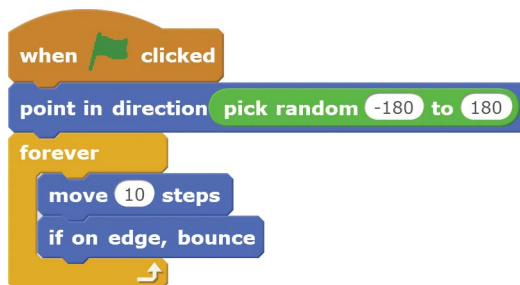 when clicked
point in direction pick random -180 to 180
forever
move 10 steps
if on edge, bounce